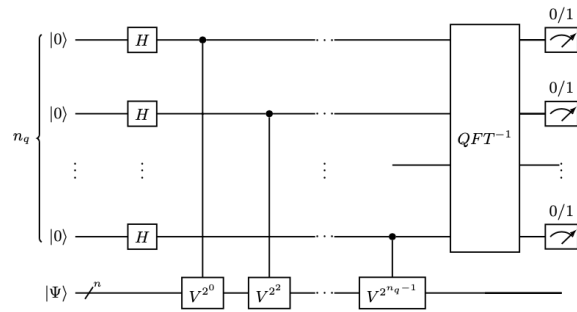 |0⟩ H ··· 0/1
|0⟩ H ··· 0/1
n_q ⋮ ⋮ ⋮ QFT⁻¹ ⋮
|0⟩ H ··· 0/1
|Ψ⟩ n V^{2^0} V^{2^2} ··· V^{2^{n_q−1}}